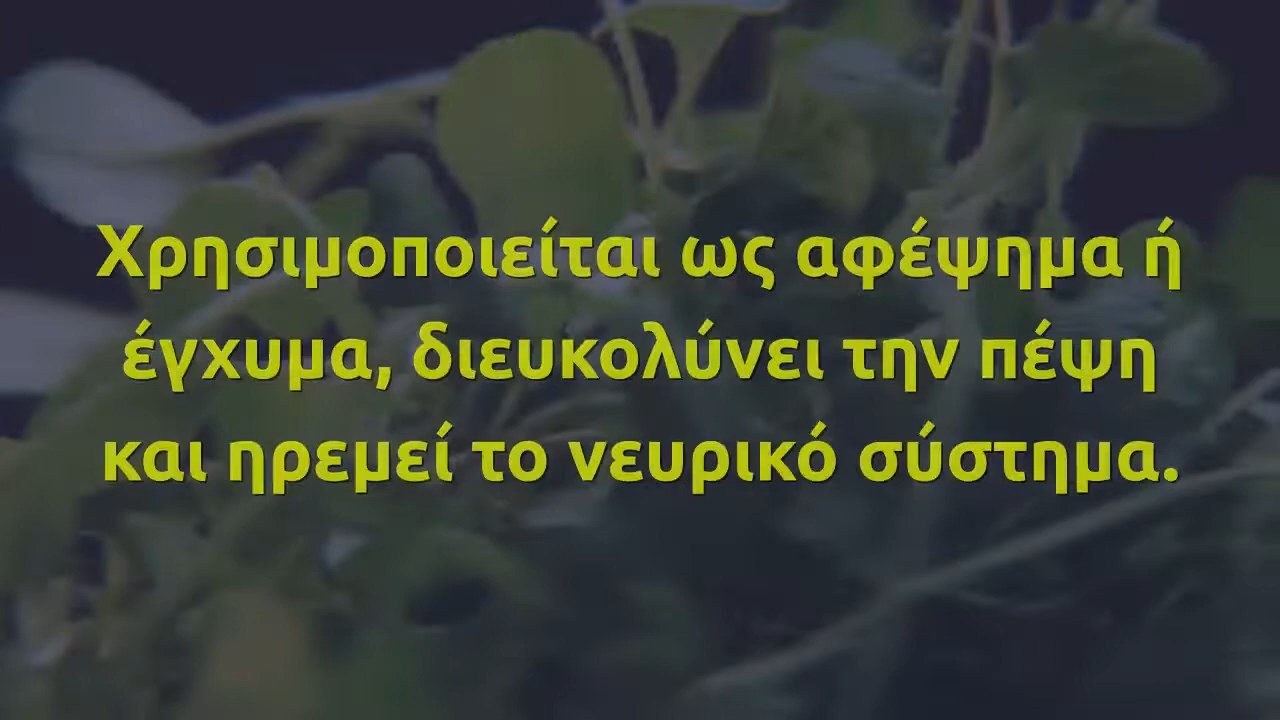 Χρησιμοποιείται ως αφέψημα ή
έγχυμα, διευκολύνει την πέψη
και ηρεμεί το νευρικό σύστημα.